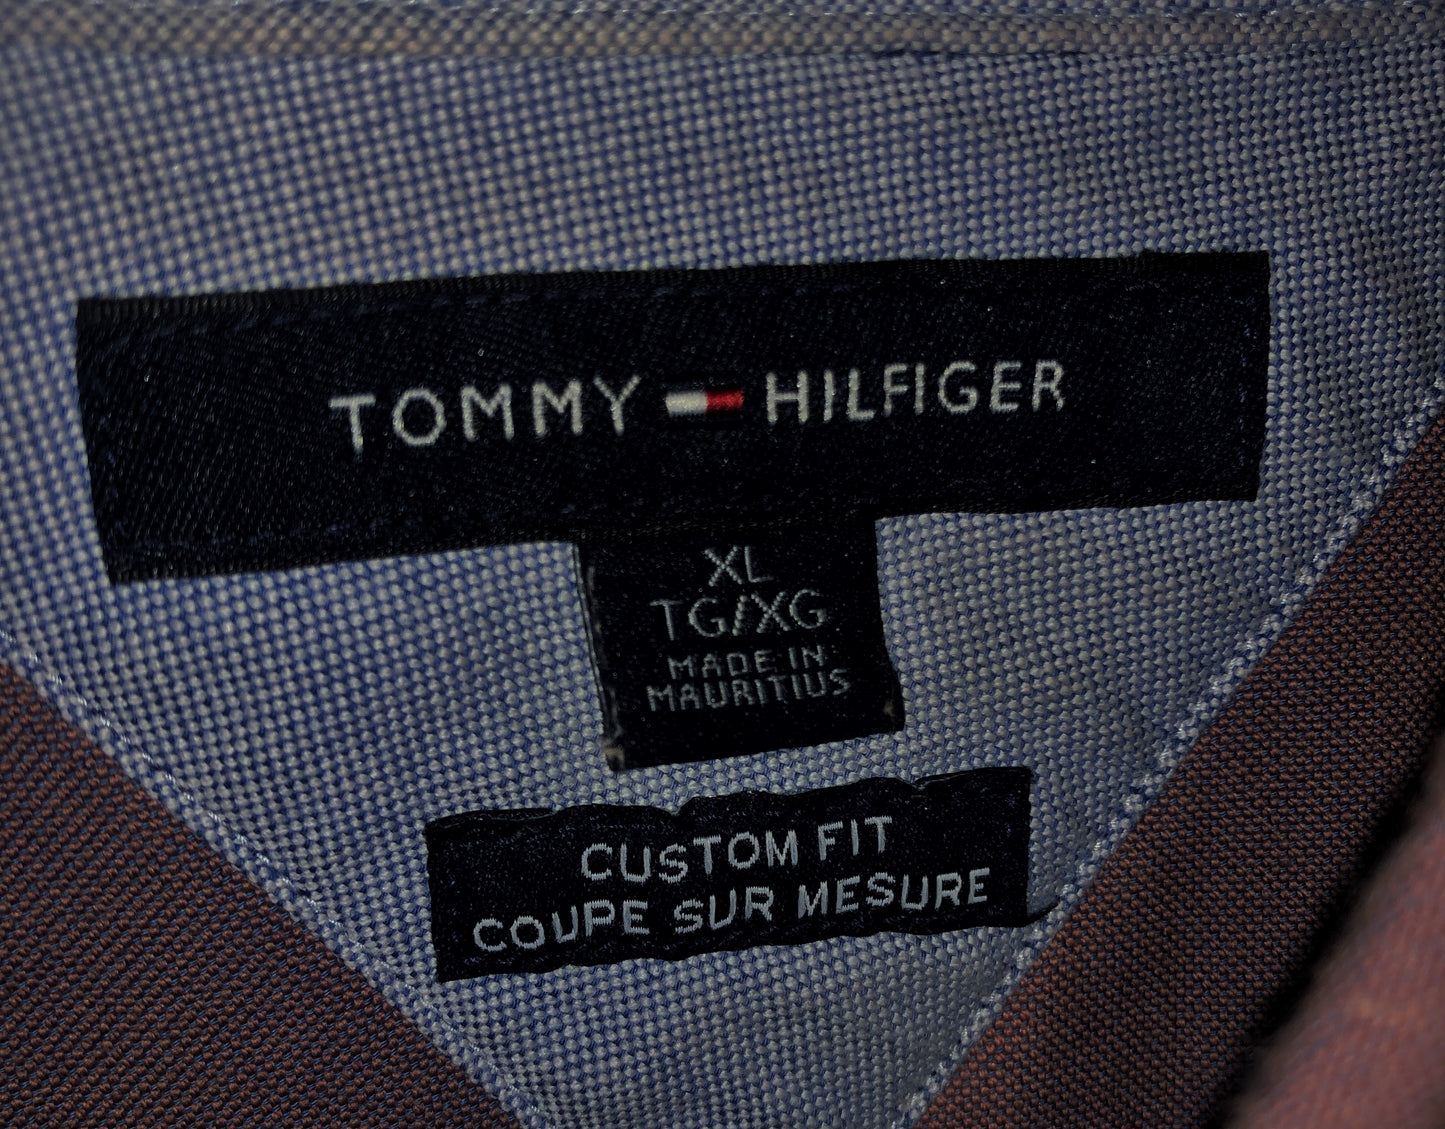 TOMMY HILFIGER
XL
TG/XG
MADE IN
MAURITIUS
CUSTOM FIT
COUPE SUR MESURE